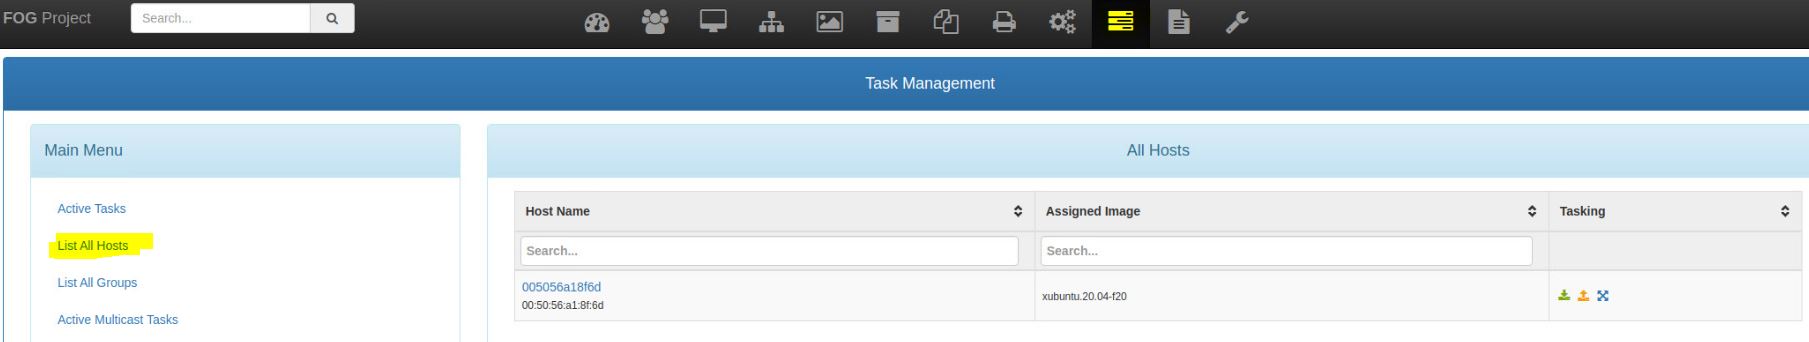 FOG Project
Search...
Task Management
Main Menu
Active Tasks
List All Hosts
List All Groups
Active Multicast Tasks
All Hosts
Host Name Assigned Image Tasking
Search... Search...
005056a18f6d
00:50:56:a1:8f:6d
xubuntu.20.04-f20